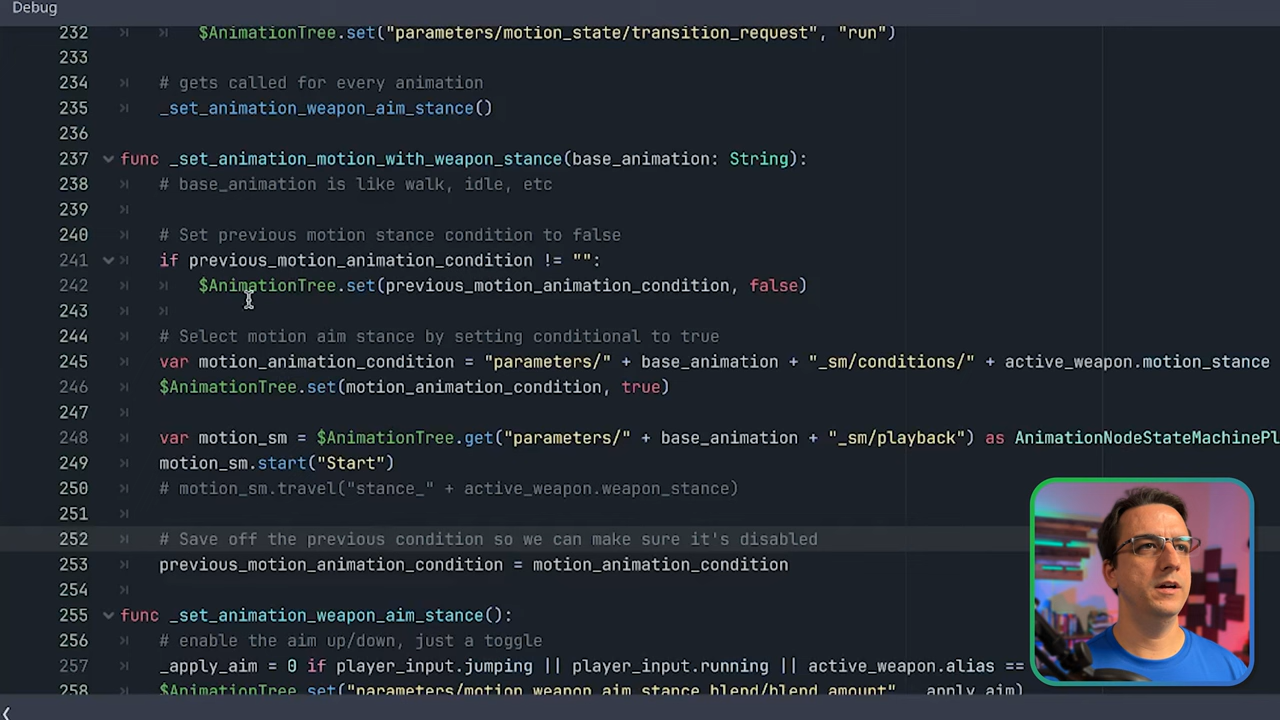 Debug
232 $AnimationTree.set("parameters/motion_state/transition_request", "run")
233
234 # gets called for every animation
235 _set_animation_weapon_aim_stance()
236
237 func _set_animation_motion_with_weapon_stance(base_animation: String):
238 # base_animation is like walk, idle, etc
239
240 # Set previous motion stance condition to false
241 if previous_motion_animation_condition != "":
242 $AnimationTree.set(previous_motion_animation_condition, false)
243
244 # Select motion aim stance by setting conditional to true
245 var motion_animation_condition = "parameters/" + base_animation + "_sm/conditions/" + active_weapon.motion_stance
246 $AnimationTree.set(motion_animation_condition, true)
247
248 var motion_sm = $AnimationTree.get("parameters/" + base_animation + "_sm/playback") as AnimationNodeStateMachinePl
249 motion_sm.start("Start")
250 # motion_sm.travel("stance_" + active_weapon.weapon_stance)
251
252 # Save off the previous condition so we can make sure it's disabled
253 previous_motion_animation_condition = motion_animation_condition
254
255 func _set_animation_weapon_aim_stance():
256 # enable the aim up/down, just a toggle
257 _apply_aim = 0 if player_input.jumping || player_input.running || active_weapon.alias ==
258 $AnimationTree.set("parameters/motion_weapon_aim_stance_blend/blend_amount", _apply_aim)